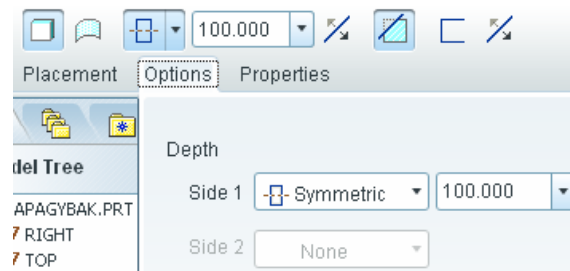 100.000
Placement Options Properties
Depth
del Tree
Side 1 Symmetric 100.000
APAGYBAK.PRT
RIGHT
Side 2 None
TOP